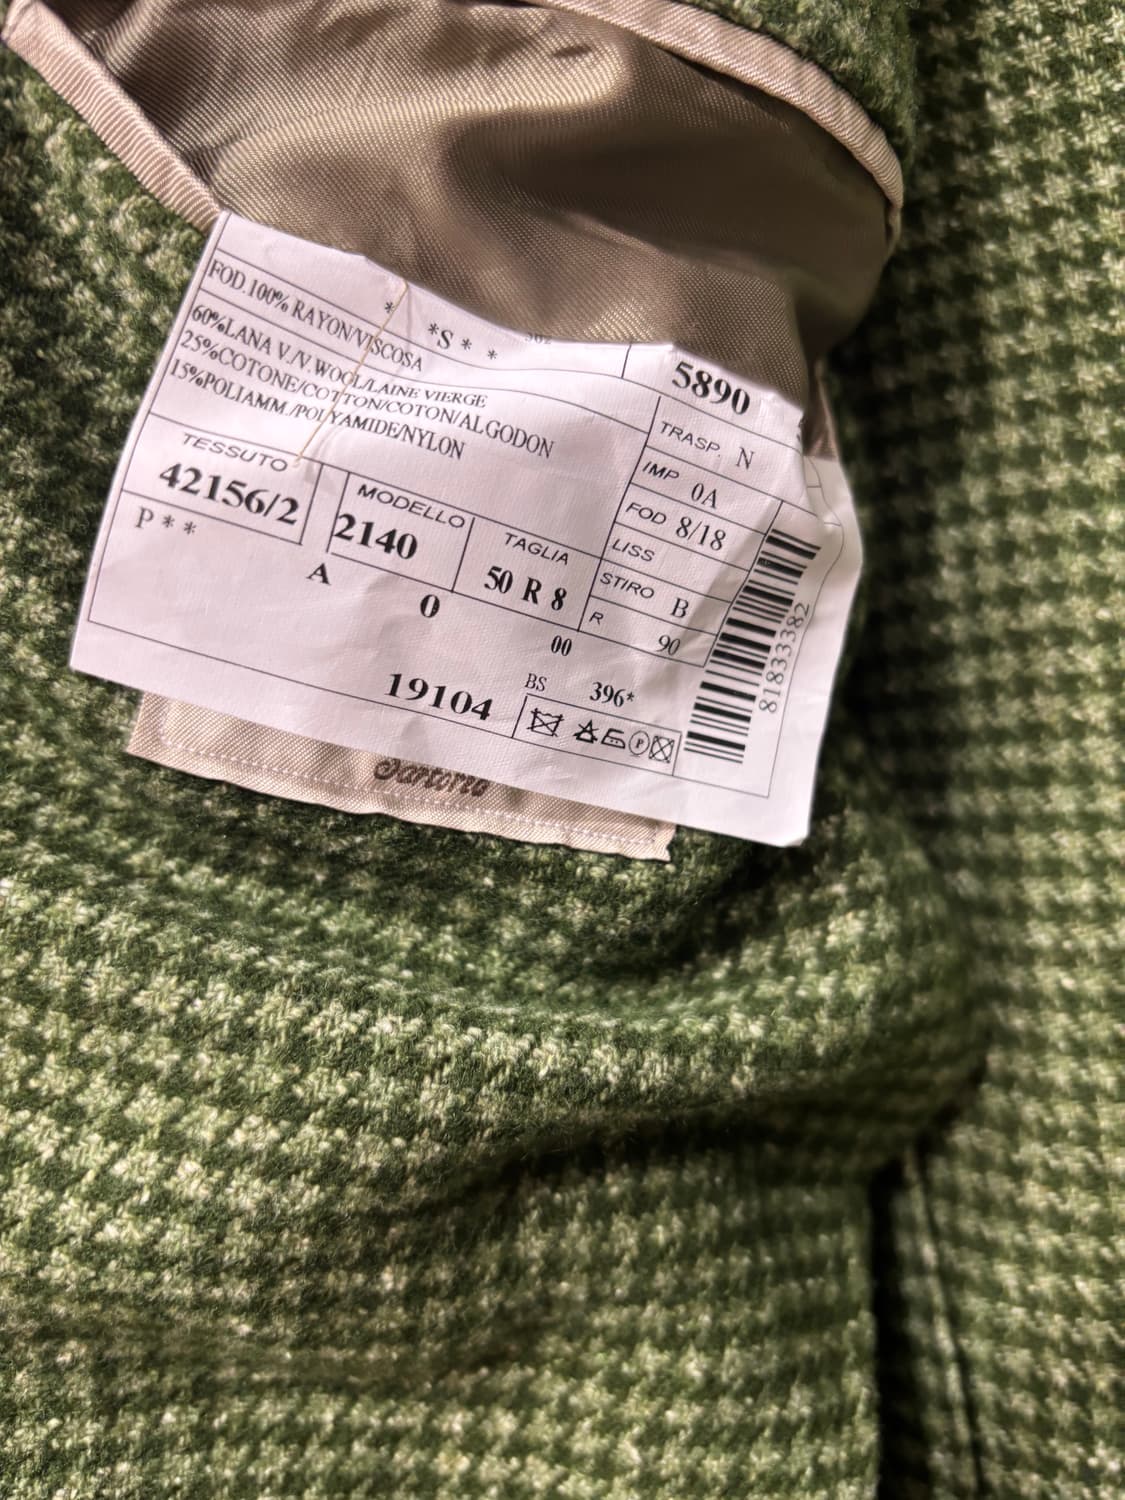 * *S * *
5890
FOD.100% RAYON/VISCOSA
60%LANA V./V.WOOL/LAINE VIERGE
25%COTONE/COTTON/COTON/ALGODON
15%POLIAMM./POLYAMIDE/NYLON
TRASP. N
IMP 0A
FOD 8/18
LISS
STIRO B
R 90
TESSUTO
42156/2
MODELLO
2140
TAGLIA
50 R 8
P * *
A
0
00
19104
BS 396*
P
81833382
Sartoria